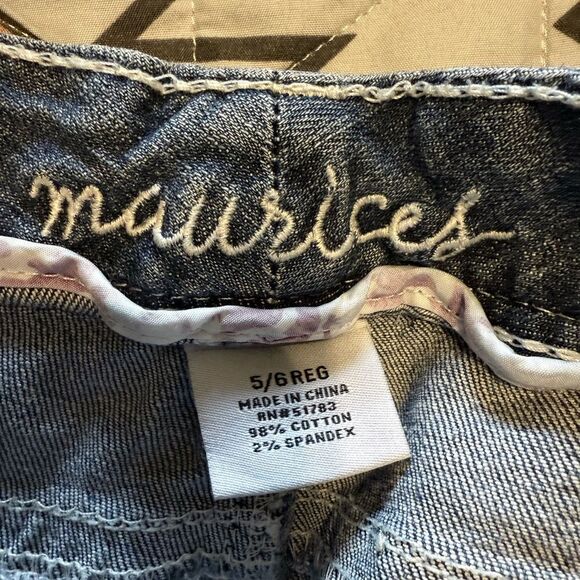 maurices
5/6 REG
MADE IN CHINA
RN#51783
98% COTTON
2% SPANDEX